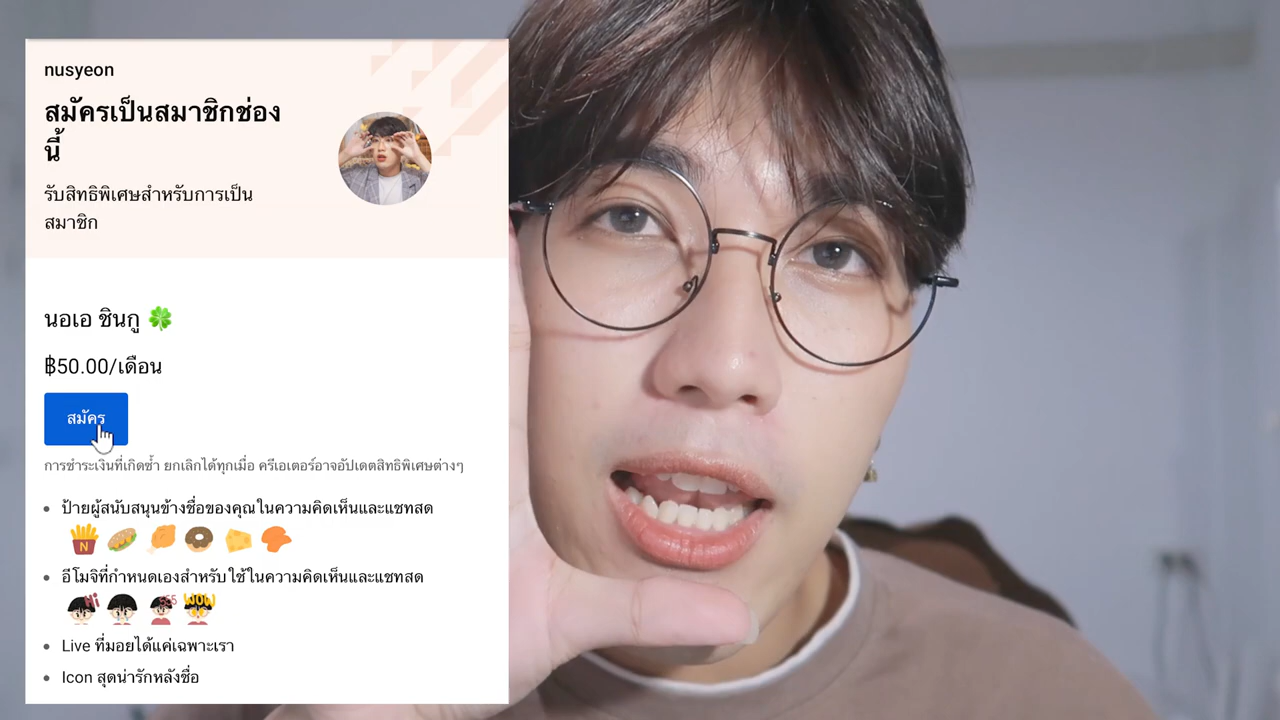 nusyeon
สมัครเป็นสมาชิกช่อง
นี้
รับสิทธิพิเศษสำหรับการเป็น
สมาชิก
นอเอ ชินกู 🍀
฿50.00/เดือน
สมัคร
การชำระเงินที่เกิดซ้ำ ยกเลิกได้ทุกเมื่อ ครีเอเตอร์อาจอัปเดตสิทธิพิเศษต่างๆ
ป้ายผู้สนับสนุนข้างชื่อของคุณในความคิดเห็นและแชทสด
N
อีโมจิที่กำหนดเองสำหรับใช้ในความคิดเห็นและแชทสด
Hi 555 WOW
Live ที่มอยได้แค่เฉพาะเรา
Icon สุดน่ารักหลังชื่อ